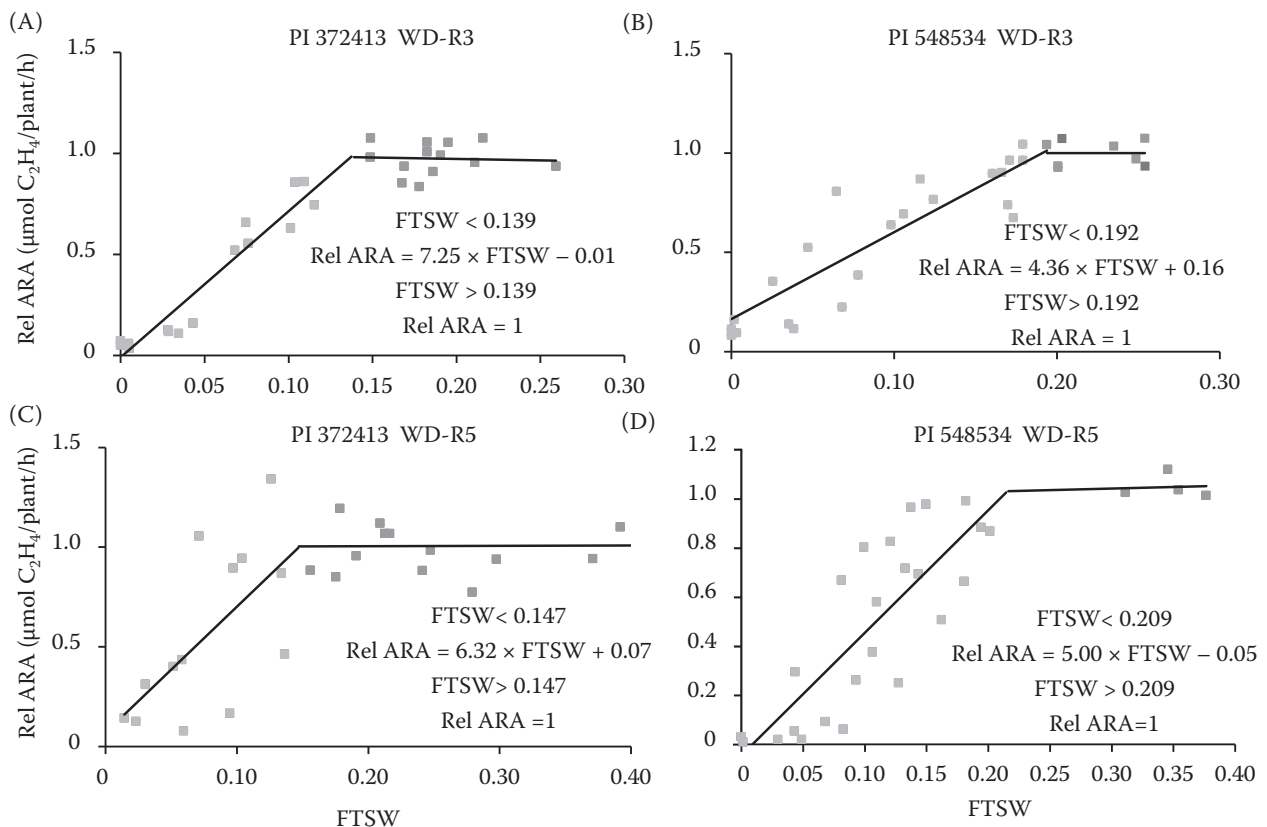 (A)
PI 372413 WD-R3
Rel ARA (µmol C₂H₄/plant/h)
1.5
1.0
0.5
0
FTSW < 0.139
Rel ARA = 7.25 × FTSW – 0.01
FTSW > 0.139
Rel ARA = 1
0 0.05 0.10 0.15 0.20 0.25 0.30
(B)
PI 548534 WD-R3
1.5
1.0
0.5
0
FTSW< 0.192
Rel ARA = 4.36 × FTSW + 0.16
FTSW> 0.192
Rel ARA = 1
0 0.10 0.20 0.30
(C)
PI 372413 WD-R5
Rel ARA (µmol C₂H₄/plant/h)
1.5
1.0
0.5
0
FTSW< 0.147
Rel ARA = 6.32 × FTSW + 0.07
FTSW> 0.147
Rel ARA =1
0 0.10 0.20 0.30 0.40
FTSW
(D)
PI 548534 WD-R5
1.2
1.0
0.8
0.6
0.4
0.2
0
FTSW< 0.209
Rel ARA = 5.00 × FTSW – 0.05
FTSW > 0.209
Rel ARA=1
0 0.05 0.10 0.15 0.20 0.25 0.30 0.35 0.40
FTSW